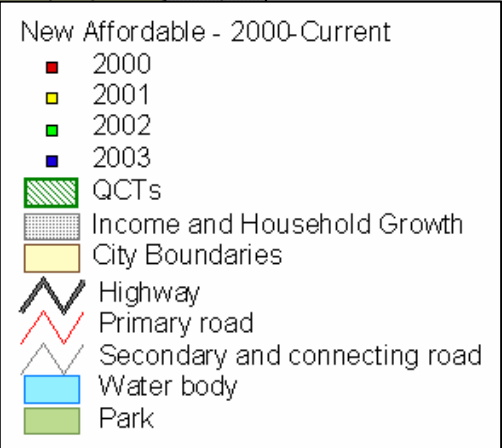 New Affordable - 2000-Current
2000
2001
2002
2003
QCTs
Income and Household Growth
City Boundaries
Highway
Primary road
Secondary and connecting road
Water body
Park